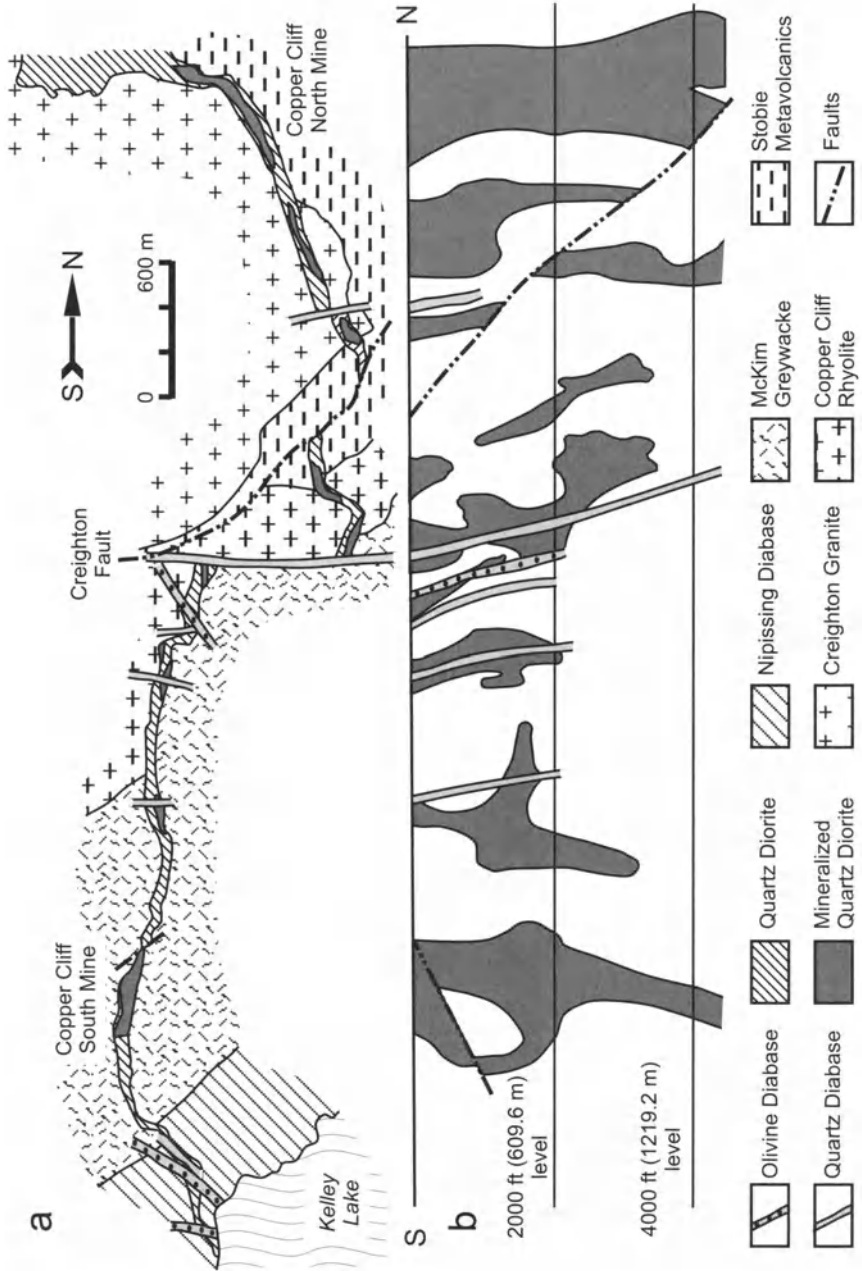 a
S
N
0
600 m
Creighton
Fault
Copper Cliff
South Mine
Copper Cliff
North Mine
Kelley
Lake
b
S
N
2000 ft (609.6 m)
level
4000 ft (1219.2 m)
level
Olivine Diabase
Quartz Diorite
Nipissing Diabase
McKim
Greywacke
Stobie
Metavolcanics
Quartz Diabase
Mineralized
Quartz Diorite
Creighton Granite
Copper Cliff
Rhyolite
Faults